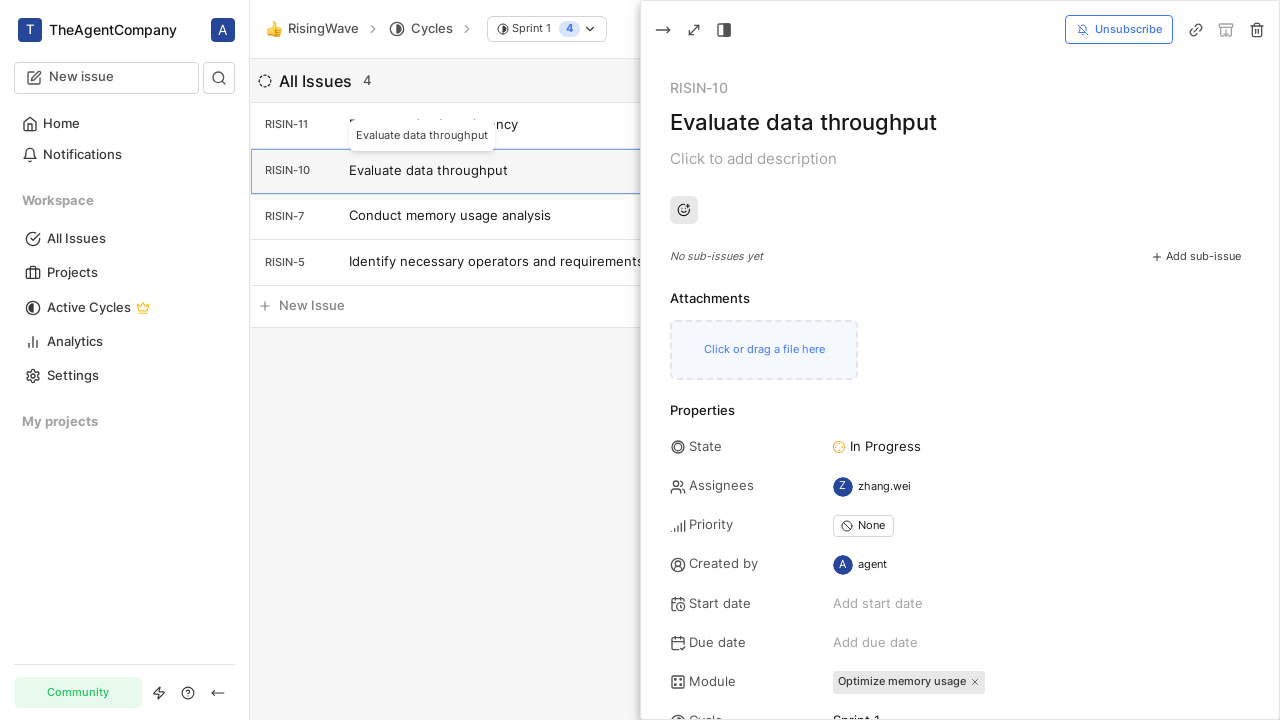 T TheAgentCompany A
New issue
Home
Notifications
Workspace
All Issues
Projects
Active Cycles
Analytics
Settings
My projects
Community
👍 RisingWave > Cycles > Sprint 1 4
All Issues 4
RISIN-11
Evaluate data throughput
RISIN-10 Evaluate data throughput
RISIN-7 Conduct memory usage analysis
RISIN-5 Identify necessary operators and requirements
New Issue
Unsubscribe
RISIN-10
Evaluate data throughput
Click to add description
No sub-issues yet
Add sub-issue
Attachments
Click or drag a file here
Properties
State In Progress
Assignees Z zhang.wei
Priority None
Created by A agent
Start date Add start date
Due date Add due date
Module Optimize memory usage
Cycle Sprint 1